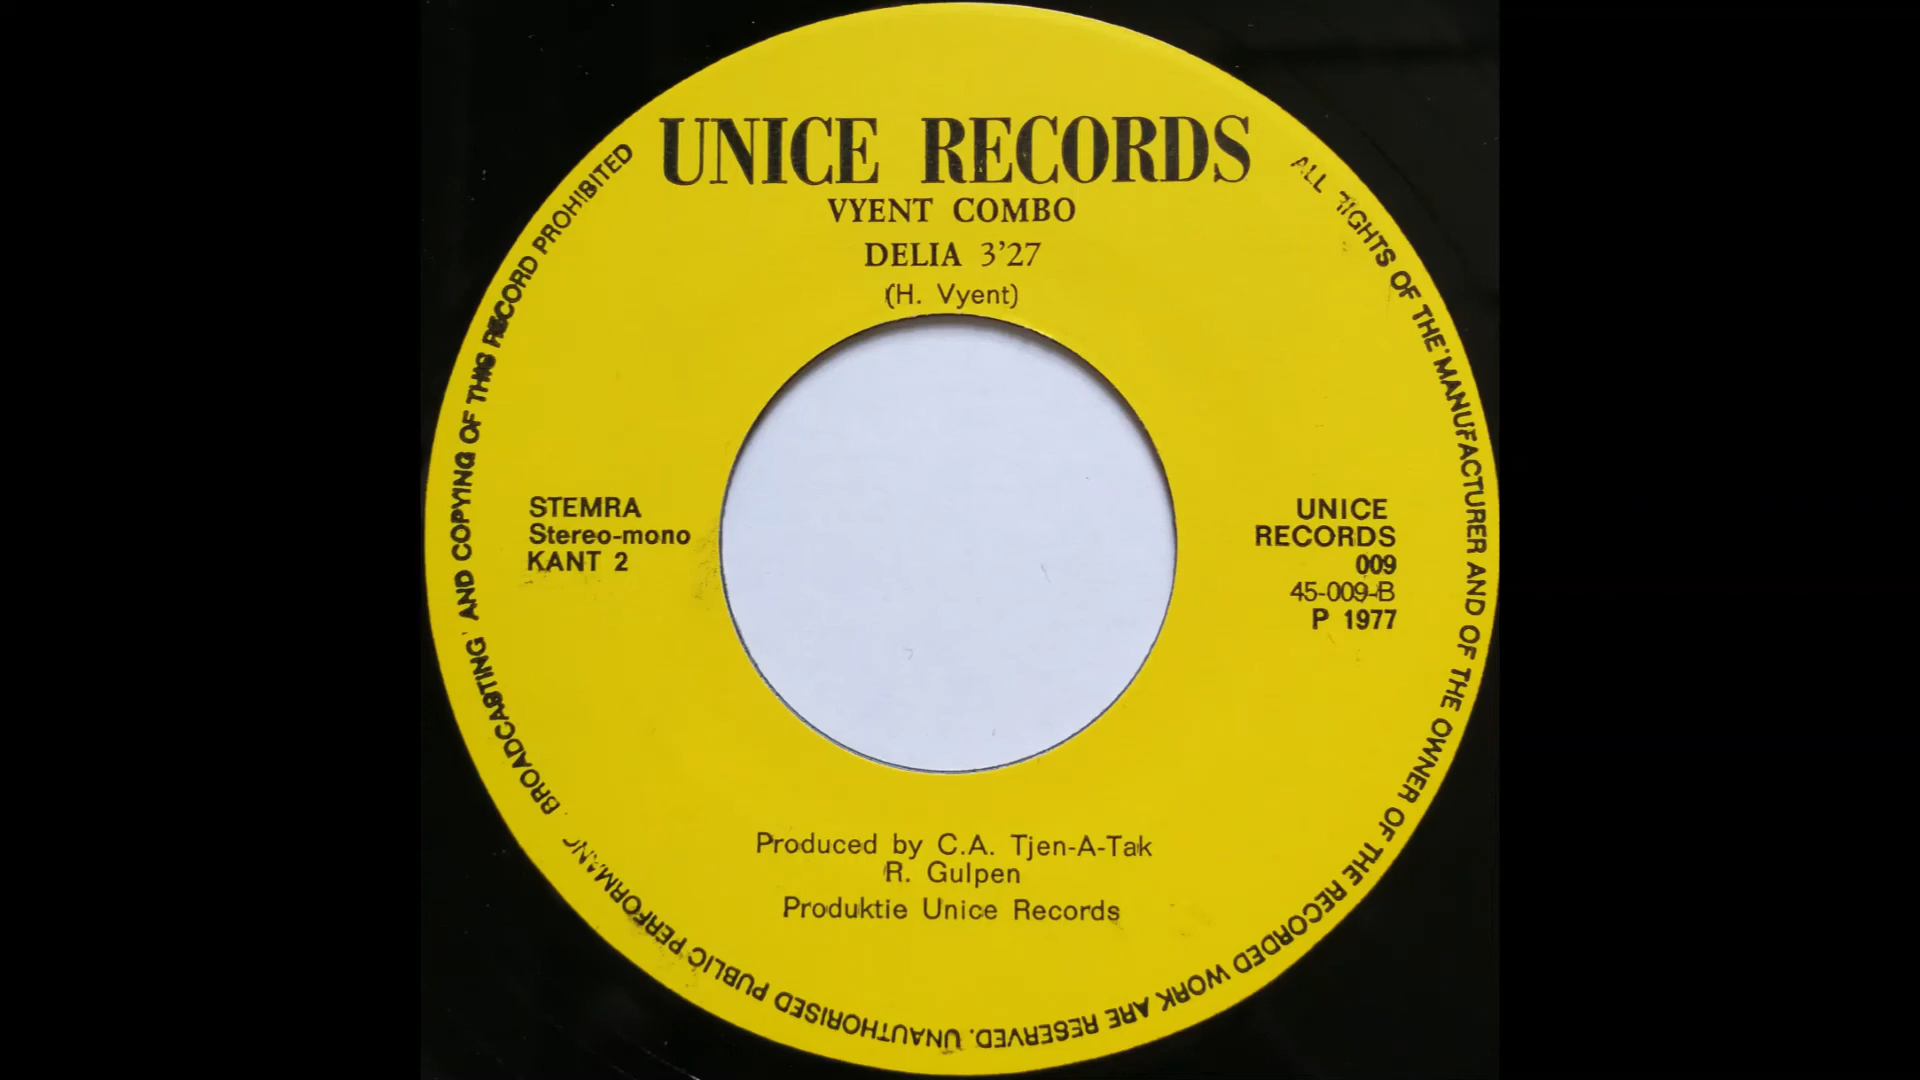 UNICE RECORDS
VYENT COMBO
DELIA 3'27
(H. Vyent)
STEMRA
Stereo-mono
KANT 2
UNICE
RECORDS
009
45-009-B
P 1977
Produced by C.A. Tjen-A-Tak
R. Gulpen
Produktie Unice Records
ALL RIGHTS OF THE MANUFACTURER AND OF THE OWNER OF THE RECORDED WORK ARE RESERVED. UNAUTHORISED PUBLIC PERFORMANC BROADCASTING AND COPYING OF THIS RECORD PROHIBITED